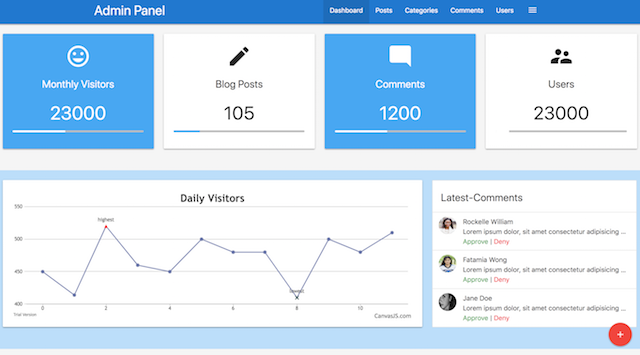 Admin Panel
Dashboard Posts Categories Comments Users
Monthly Visitors
23000
Blog Posts
105
Comments
1200
Users
23000
Daily Visitors
550
500
450
400
highest
lowest
0 2 4 6 8 10
Trial Version
CanvasJS.com
Latest-Comments
Rockelle William
Lorem ipsum dolor, sit amet consectetur adipisicing ...
Approve | Deny
Fatamia Wong
Lorem ipsum dolor, sit amet consectetur adipisicing ...
Approve | Deny
Jane Doe
Lorem ipsum dolor, sit amet consectetur adipisicing ...
Approve | Deny
+